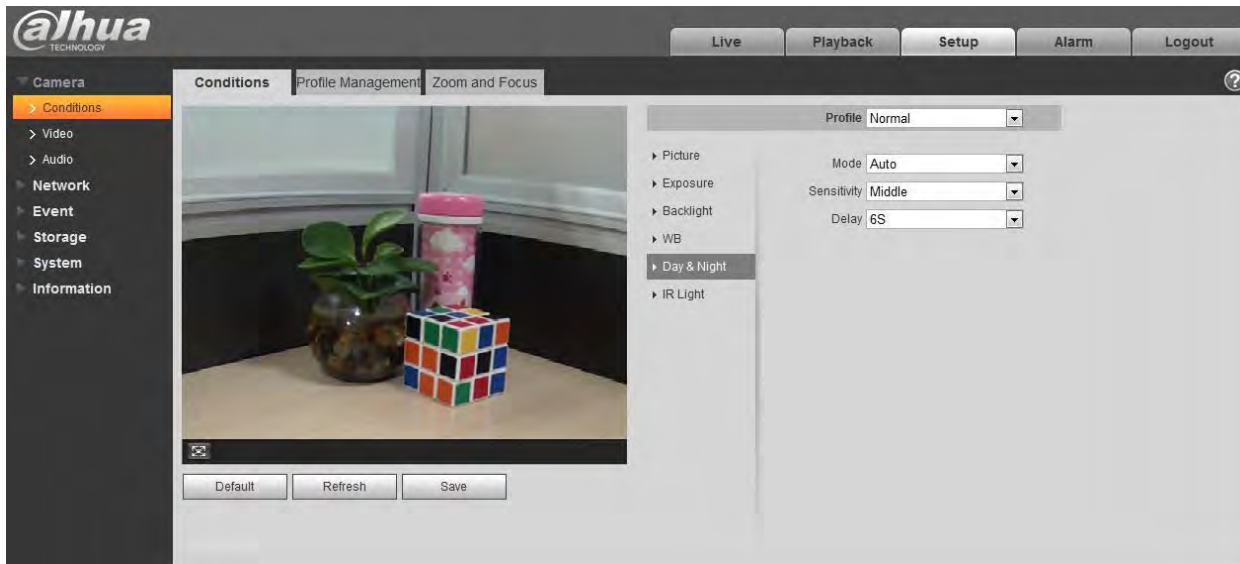 alhua
TECHNOLOGY
Live
Playback
Setup
Alarm
Logout
Camera
Conditions
Video
Audio
Network
Event
Storage
System
Information
Conditions
Profile Management
Zoom and Focus
?
Profile Normal
Picture
Exposure
Backlight
WB
Day & Night
IR Light
Mode Auto
Sensitivity Middle
Delay 6S
Default
Refresh
Save